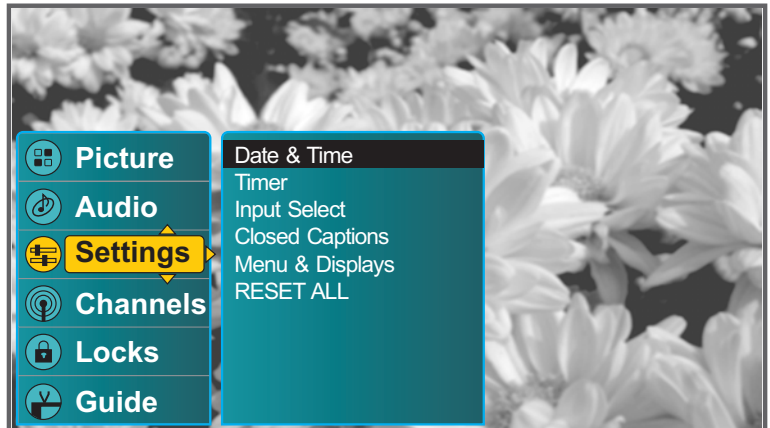 Picture
Audio
Settings
Channels
Locks
Guide
Date & Time
Timer
Input Select
Closed Captions
Menu & Displays
RESET ALL